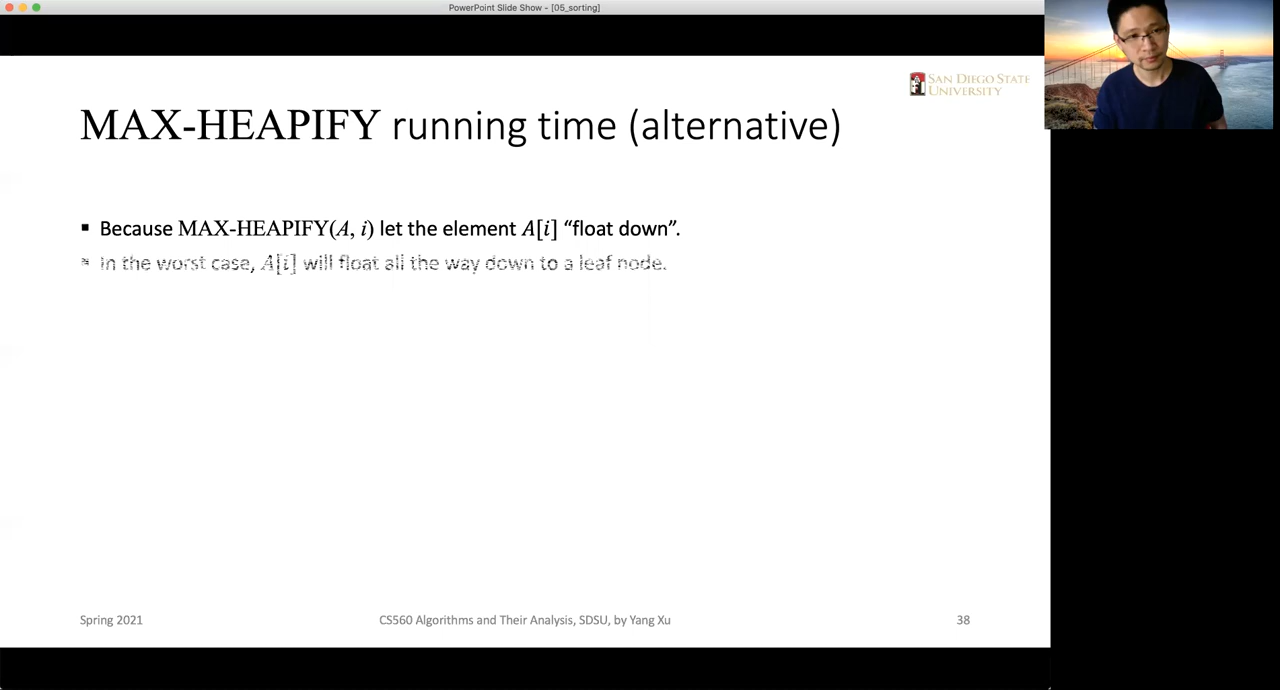 PowerPoint Slide Show - [05_sorting]
SAN DIEGO STATE
UNIVERSITY
MAX-HEAPIFY running time (alternative)
▪ Because MAX-HEAPIFY(A, i) let the element A[i] “float down”.
▪ In the worst case, A[i] will float all the way down to a leaf node.
Spring 2021
CS560 Algorithms and Their Analysis, SDSU, by Yang Xu
38